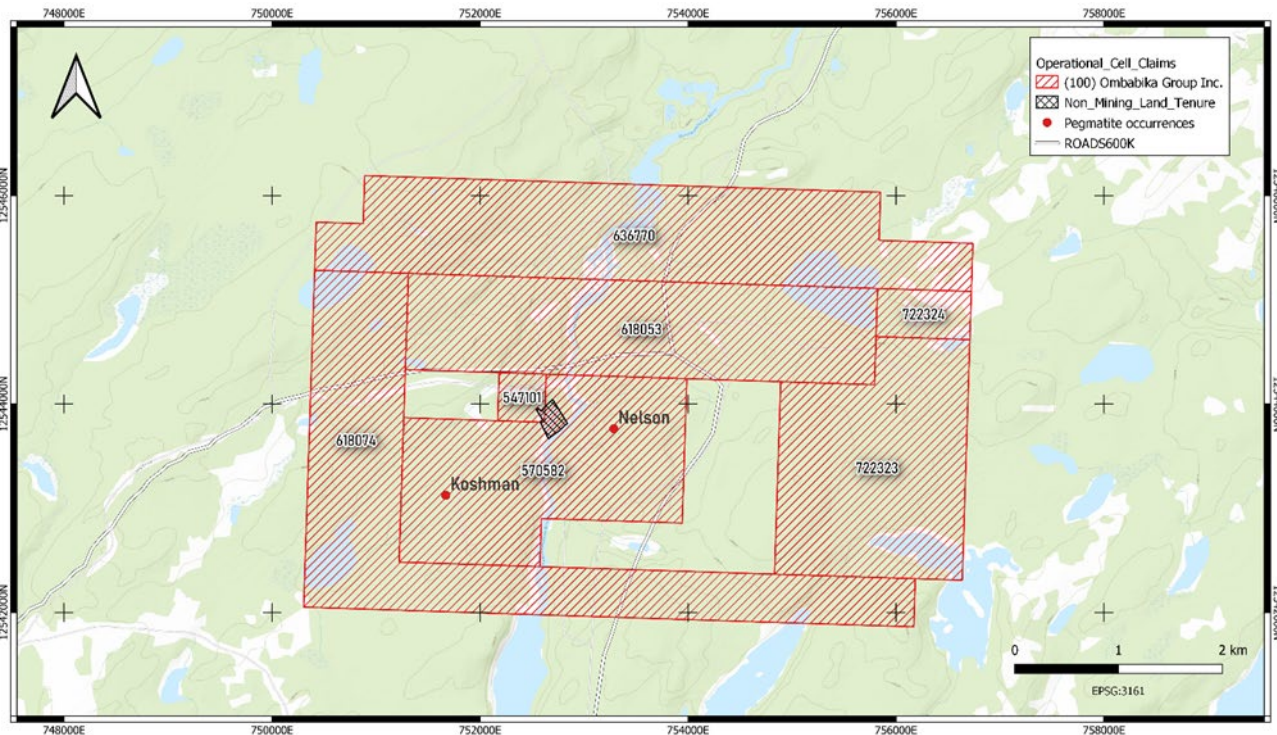 748000E 750000E 752000E 754000E 756000E 758000E
Operational_Cell_Claims
(100) Ombabika Group Inc.
Non_Mining_Land_Tenure
Pegmatite occurrences
ROADS600K
12546000N
636770
722324
618053
12544000N
547101
Nelson
618074
570582
722323
Koshman
12542000N
0 1 2 km
EPSG:3161
748000E 750000E 752000E 754000E 756000E 758000E